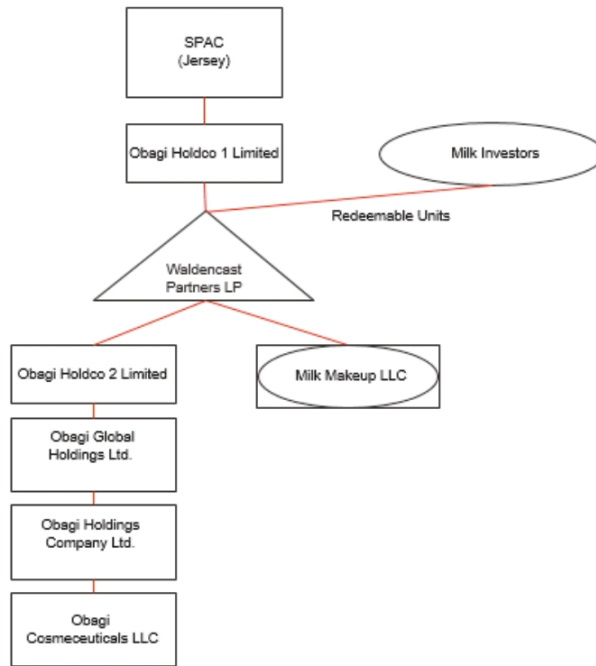 SPAC
(Jersey)
Obagi Holdco 1 Limited
Milk Investors
Redeemable Units
Waldencast
Partners LP
Obagi Holdco 2 Limited
Milk Makeup LLC
Obagi Global
Holdings Ltd.
Obagi Holdings
Company Ltd.
Obagi
Cosmeceuticals LLC